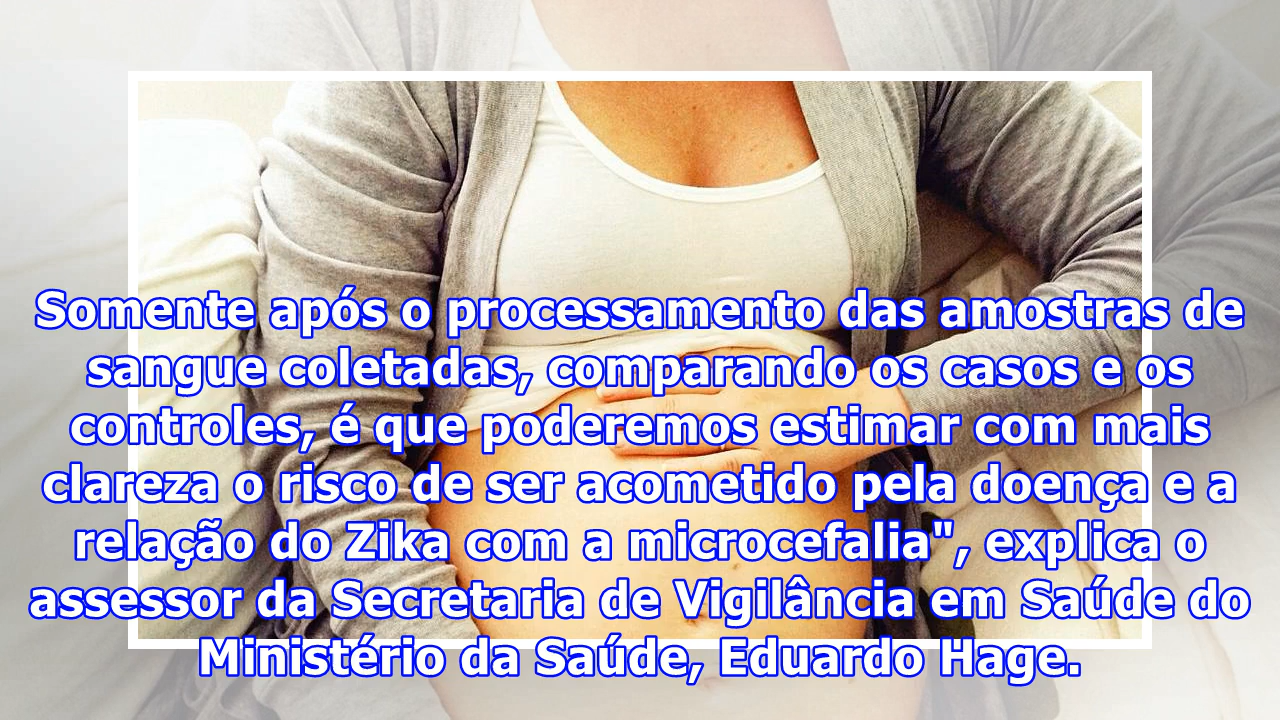 Somente após o processamento das amostras de
sangue coletadas, comparando os casos e os
controles, é que poderemos estimar com mais
clareza o risco de ser acometido pela doença e a
relação do Zika com a microcefalia", explica o
assessor da Secretaria de Vigilância em Saúde do
Ministério da Saúde, Eduardo Hage.